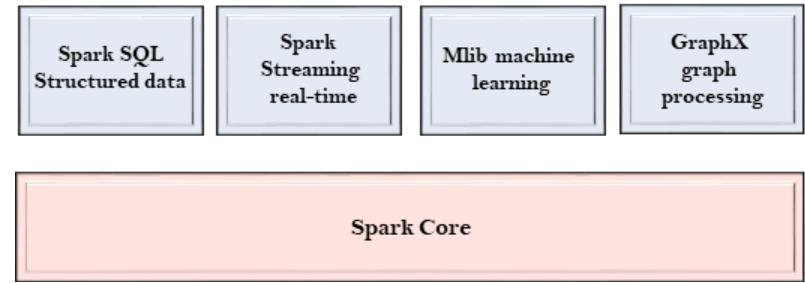 Spark SQL
Structured data
Spark
Streaming
real-time
Mlib machine
learning
GraphX
graph
processing
Spark Core